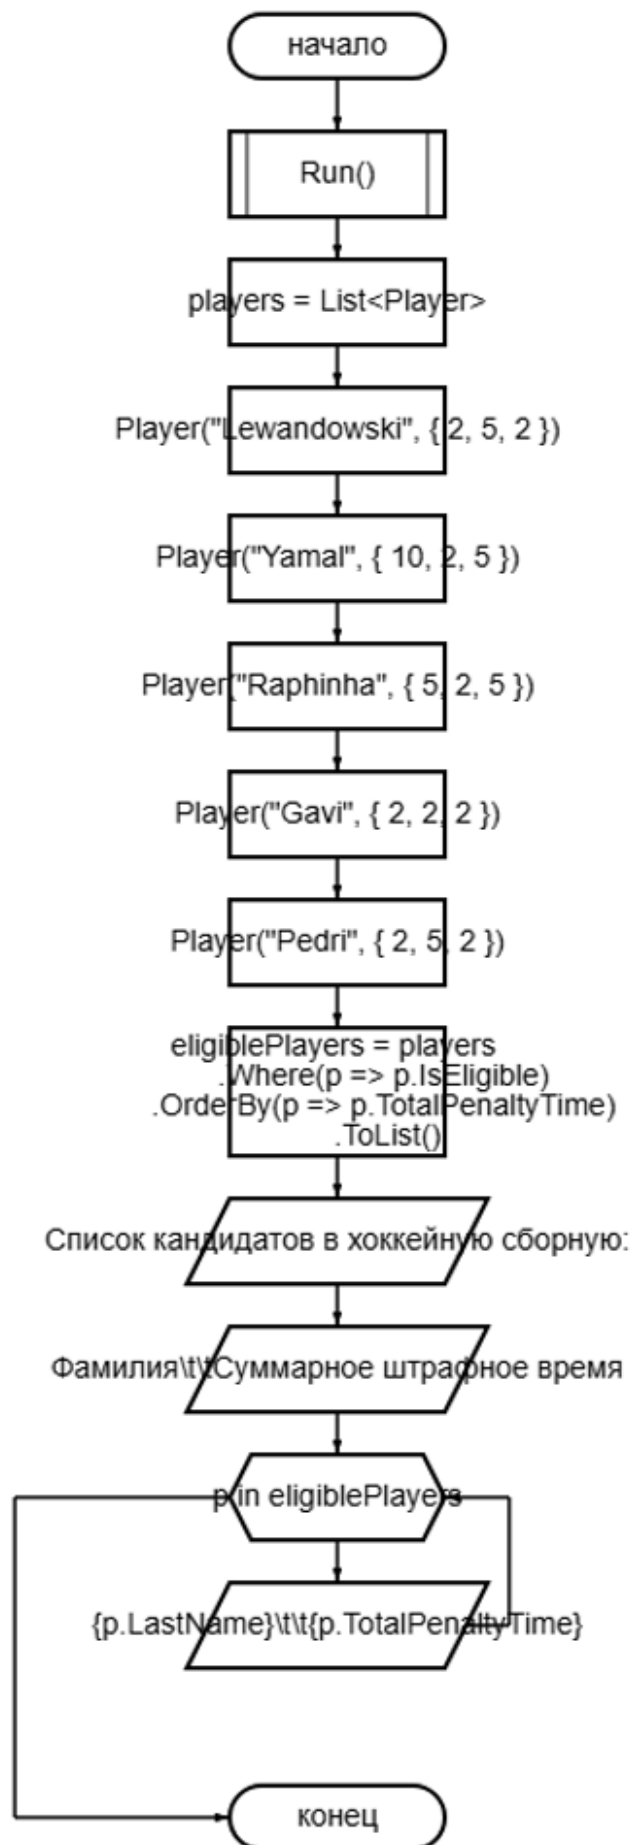 начало
Run()
players = List<Player>
Player("Lewandowski", { 2, 5, 2 })
Player("Yamal", { 10, 2, 5 })
Player("Raphinha", { 5, 2, 5 })
Player("Gavi", { 2, 2, 2 })
Player("Pedri", { 2, 5, 2 })
eligiblePlayers = players
.Where(p => p.IsEligible)
.OrderBy(p => p.TotalPenaltyTime)
.ToList()
Список кандидатов в хоккейную сборную:
Фамилия\t\tСуммарное штрафное время
p in eligiblePlayers
{p.LastName}\t\t{p.TotalPenaltyTime}
конец